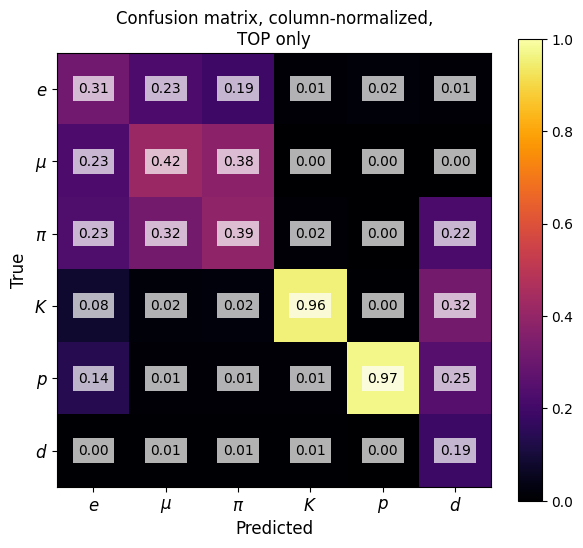 Confusion matrix, column-normalized,
TOP only
e 0.31 0.23 0.19 0.01 0.02 0.01
μ 0.23 0.42 0.38 0.00 0.00 0.00
π 0.23 0.32 0.39 0.02 0.00 0.22
K 0.08 0.02 0.02 0.96 0.00 0.32
p 0.14 0.01 0.01 0.01 0.97 0.25
d 0.00 0.01 0.01 0.01 0.00 0.19
e μ π K p d
Predicted
True
1.0
0.8
0.6
0.4
0.2
0.0